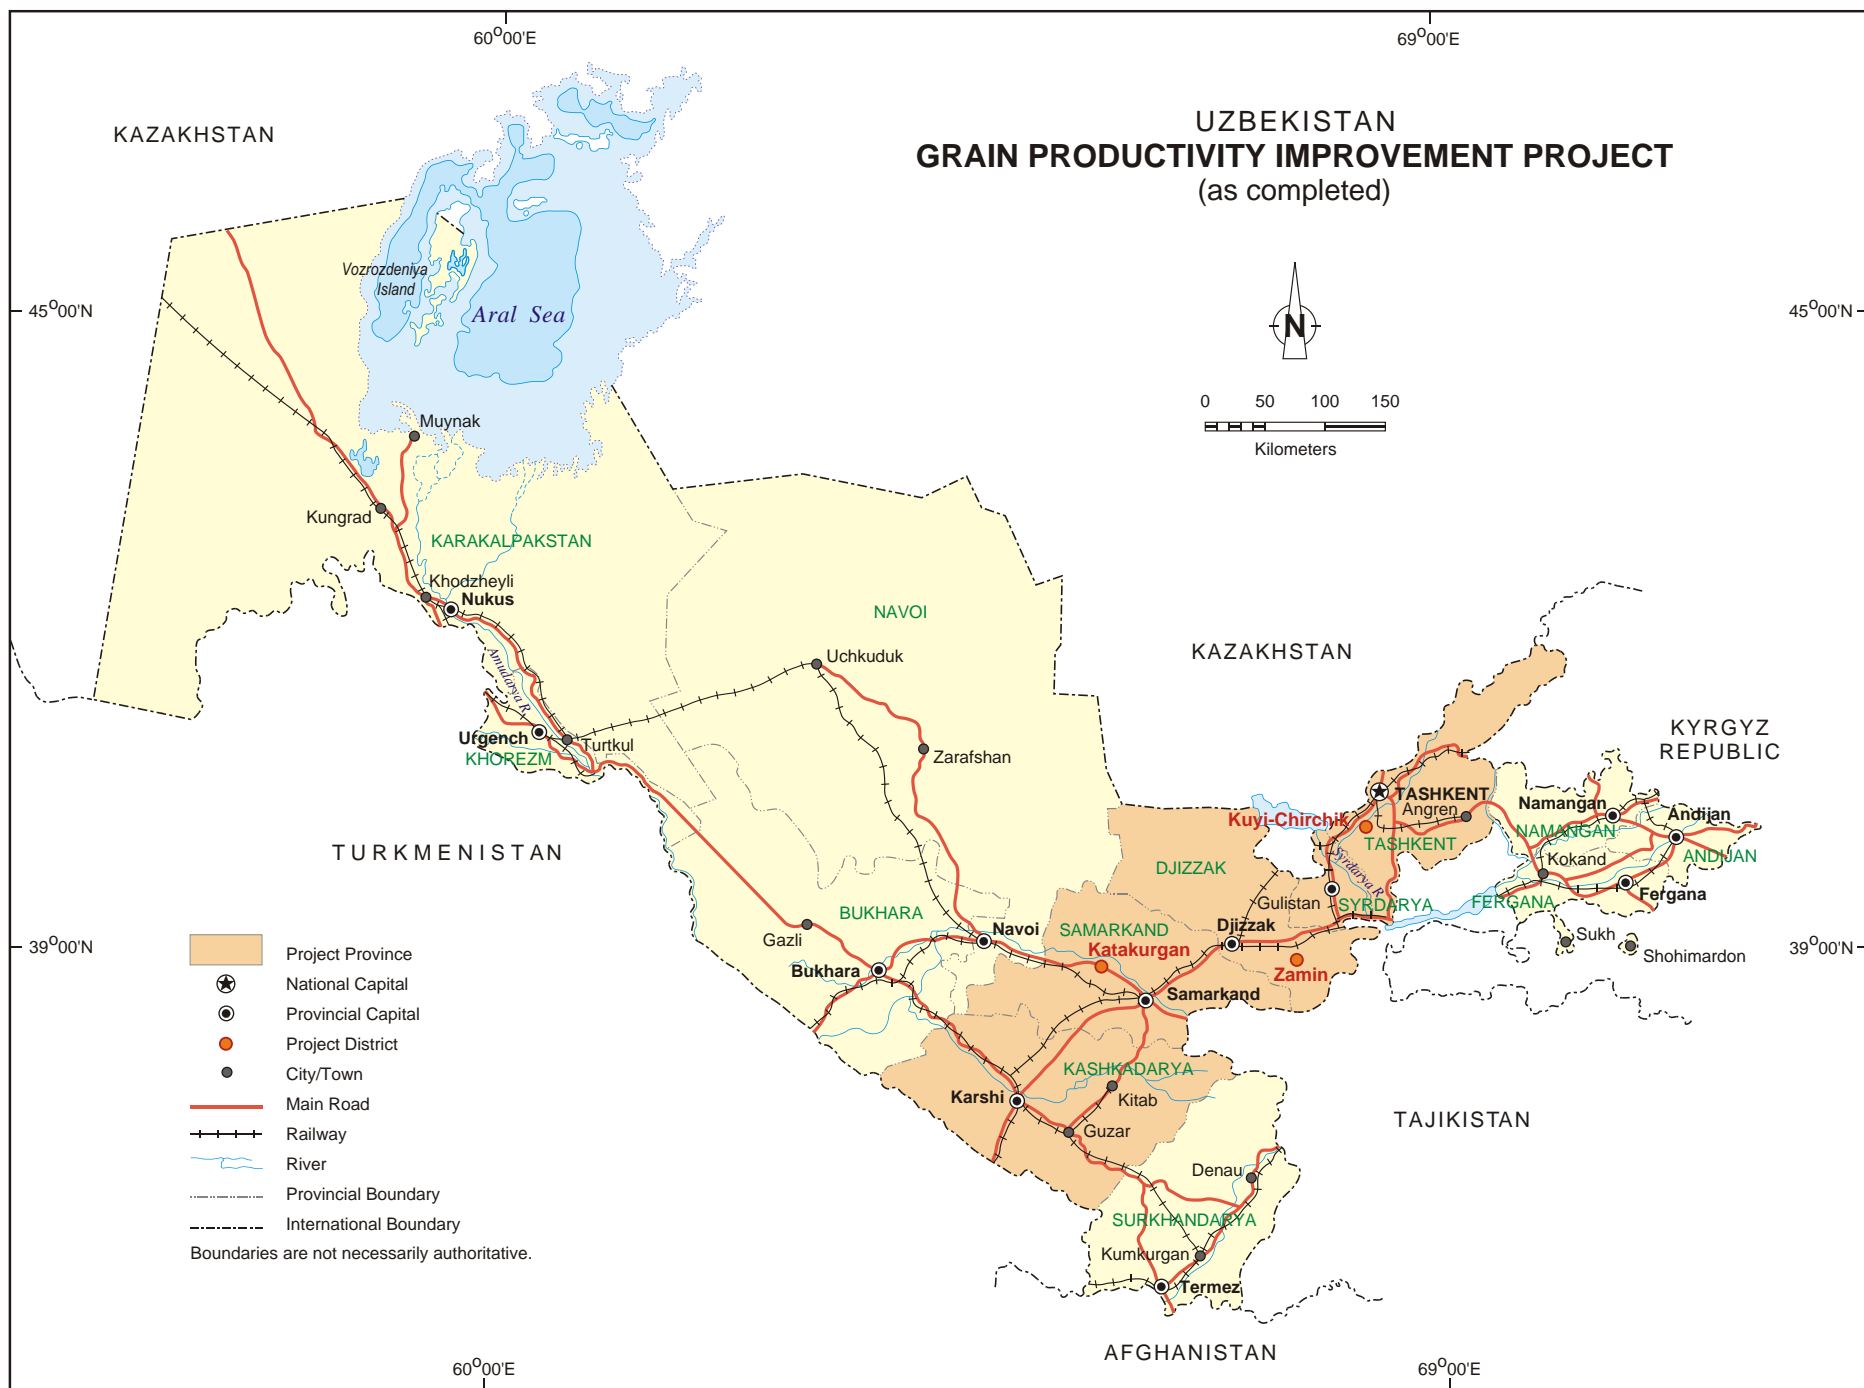 60°00'E
69°00'E
KAZAKHSTAN
UZBEKISTAN
GRAIN PRODUCTIVITY IMPROVEMENT PROJECT
(as completed)
Vozrozdeniya
Island
Aral Sea
45°00'N
45°00'N
N
0 50 100 150
Kilometers
Muynak
Kungrad
KARAKALPAKSTAN
Khodzheyli
Nukus
NAVOI
Amudarya R.
Uchkuduk
KAZAKHSTAN
KYRGYZ
REPUBLIC
Urgench
Turtkul
KHOREZM
Zarafshan
TASHKENT
Angren
Kuyi-Chirchik
TASHKENT
Namangan
NAMANGAN
Andijan
ANDIJAN
TURKMENISTAN
DJIZZAK
Syrdarya R.
Kokand
Gulistan
SYRDARYA
FERGANA
Fergana
BUKHARA
Gazli
Navoi
SAMARKAND
Katakurgan
Djizzak
Zamin
Sukh
Shohimardon
39°00'N
39°00'N
Bukhara
Samarkand
KASHKADARYA
Karshi
Kitab
Guzar
TAJIKISTAN
Denau
SURKHANDARYA
Kumkurgan
Termez
AFGHANISTAN
Project Province
National Capital
Provincial Capital
Project District
City/Town
Main Road
Railway
River
Provincial Boundary
International Boundary
Boundaries are not necessarily authoritative.
60°00'E
69°00'E